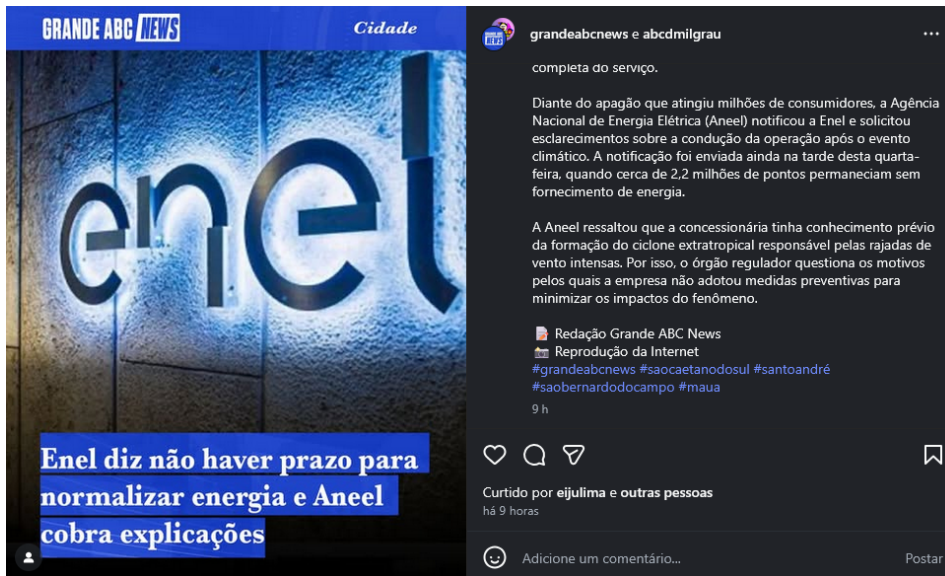 GRANDE ABC NEWS
Cidade
enel
Enel diz não haver prazo para
normalizar energia e Aneel
cobra explicações
grandeabcnews e abcdmilgrau
completa do serviço.
Diante do apagão que atingiu milhões de consumidores, a Agência
Nacional de Energia Elétrica (Aneel) notificou a Enel e solicitou
esclarecimentos sobre a condução da operação após o evento
climático. A notificação foi enviada ainda na tarde desta quarta-
feira, quando cerca de 2,2 milhões de pontos permaneciam sem
fornecimento de energia.
A Aneel ressaltou que a concessionária tinha conhecimento prévio
da formação do ciclone extratropical responsável pelas rajadas de
vento intensas. Por isso, o órgão regulador questiona os motivos
pelos quais a empresa não adotou medidas preventivas para
minimizar os impactos do fenômeno.
Redação Grande ABC News
Reprodução da Internet
#grandeabcnews #saocaetanodosul #santoandré
#saobernardodocampo #maua
9 h
Curtido por eijulima e outras pessoas
há 9 horas
Adicione um comentário...
Postar